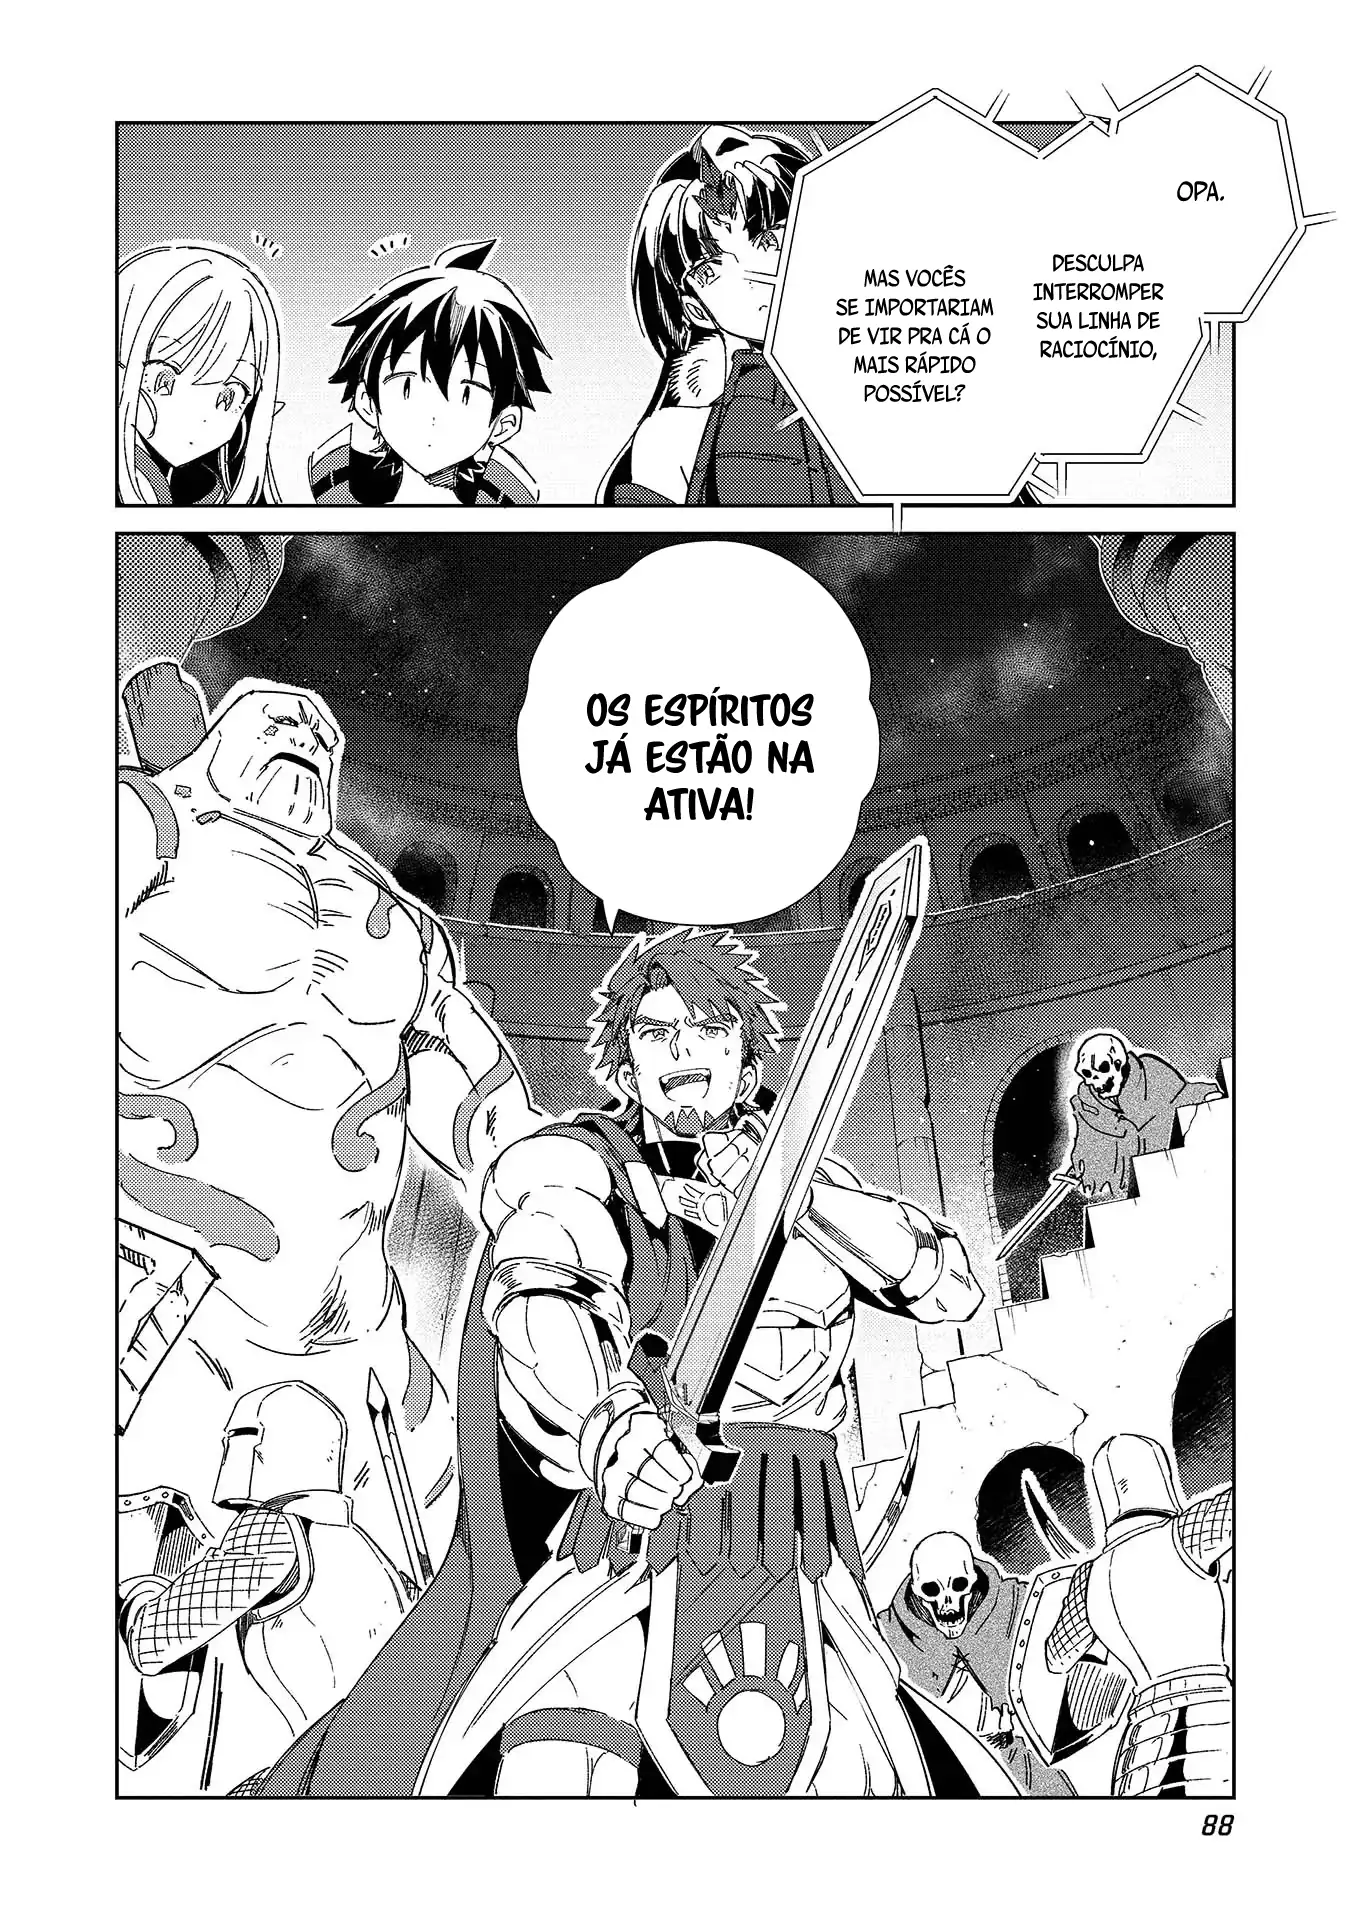 OPA.
DESCULPA
INTERROMPER
SUA LINHA DE
RACIOCÍNIO,
MAS VOCÊS
SE IMPORTARIAM
DE VIR PRA CÁ O
MAIS RÁPIDO
POSSÍVEL?
OS ESPÍRITOS
JÁ ESTÃO NA
ATIVA!
88